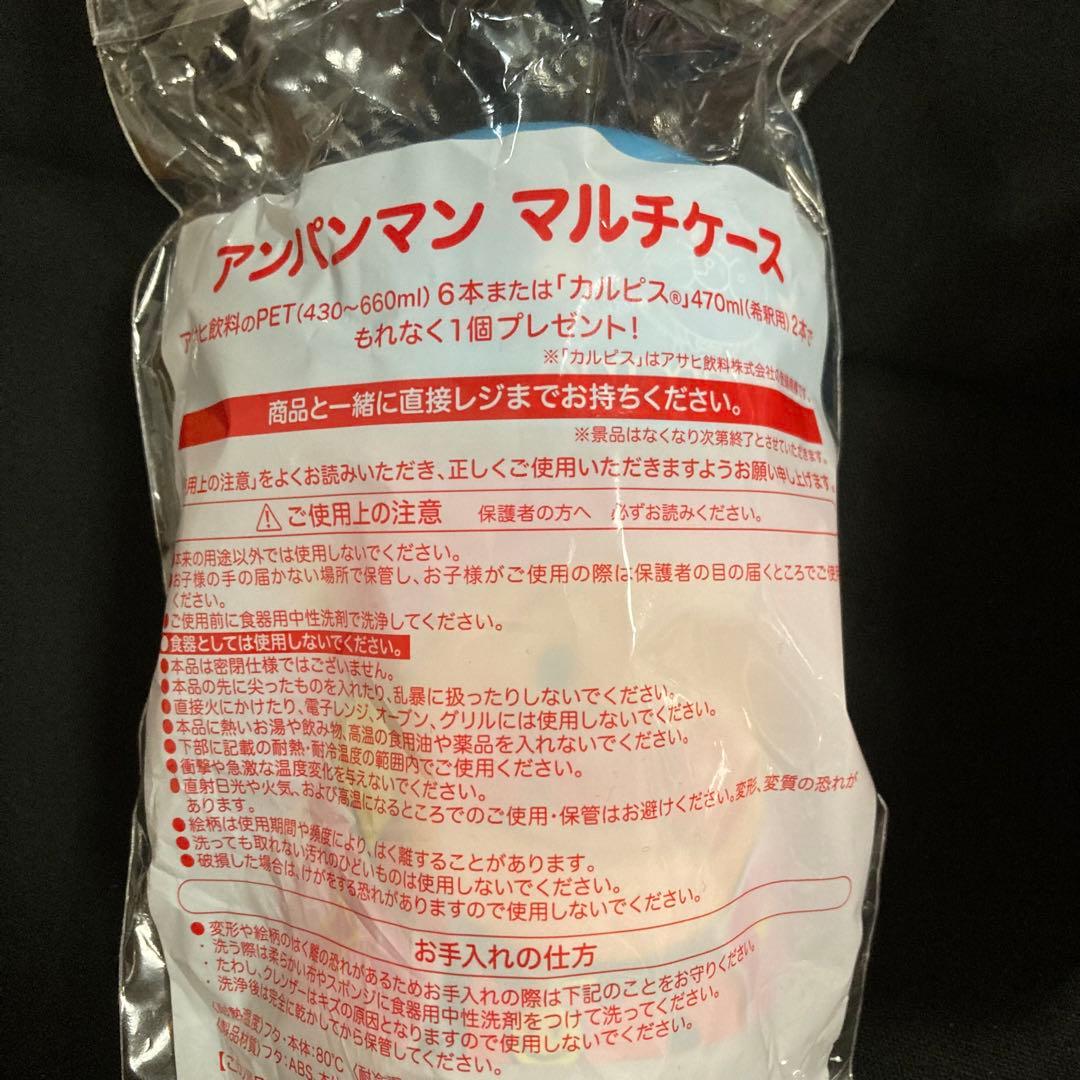 アンパンマン マルチケース
アサヒ飲料のPET(430～660ml)6本または「カルピス®」470ml(希釈用)2本で
もれなく1個プレゼント!
※「カルピス」はアサヒ飲料株式会社の登録商標です。
商品と一緒に直接レジまでお持ちください。
※景品はなくなり次第終了とさせていただきます。
用上の注意」をよくお読みいただき、正しくご使用いただきますようお願い申し上げます。
⚠ ご使用上の注意 保護者の方へ 必ずお読みください。
本来の用途以外では使用しないでください。
●お子様の手の届かない場所で保管し、お子様がご使用の際は保護者の目の届くところでご使用
ください。
●ご使用前に食器用中性洗剤で洗浄してください。
●食器としては使用しないでください。
●本品は密閉仕様ではございません。
●本品の先に尖ったものを入れたり、乱暴に扱ったりしないでください。
●直接火にかけたり、電子レンジ、オーブン、グリルには使用しないでください。
●本品に熱いお湯や飲み物、高温の食用油や薬品を入れないでください。
●下部に記載の耐熱・耐冷温度の範囲内でご使用ください。
●衝撃や急激な温度変化を与えないでください。
●直射日光や火気、および高温になるところでのご使用・保管はお避けください。変形、変質の恐れが
あります。
●絵柄は使用期間や頻度により、はく離することがあります。
●洗っても取れない汚れのひどいものは使用しないでください。
●破損した場合は、けがをする恐れがありますので使用しないでください。
お手入れの仕方
●変形や絵柄のはく離の恐れがあるためお手入れの際は下記のことをお守りください。
・洗う際は柔らかい布やスポンジに食器用中性洗剤をつけて洗ってください。
・たわし、クレンザーはキズの原因となりますので使用しないでください。
・洗浄後は完全に乾かしてから保管してください。
温度〉フタ・本体:80℃〈耐冷
製品材質〉フタ:ABS、本